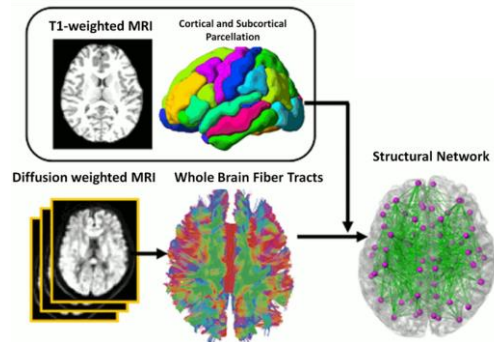 T1-weighted MRI
Cortical and Subcortical
Parcellation
Structural Network
Diffusion weighted MRI
Whole Brain Fiber Tracts